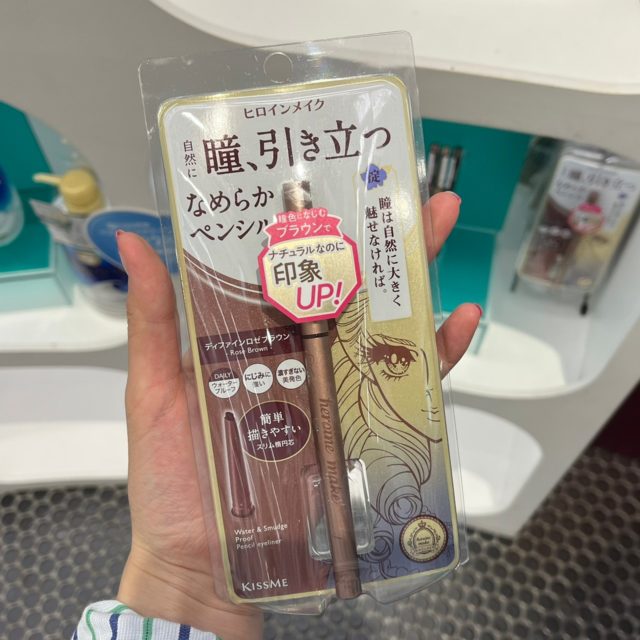 ヒロインメイク
自然に
瞳、引き立つ
なめらか
ペンシル
瞳色になじむ
ブラウンで
ナチュラルなのに
印象
UP!
掟
瞳は自然に大きく
魅せなければ。
ディファインロゼブラウン
- Rose Brown -
DAILY
ウォーター
プルーフ
にじみに
強い
濃すぎない
美発色
簡単
描きやすい
スリム楕円芯
heroine make
Water & Smudge
Proof
Pencil eyeliner
KISSME